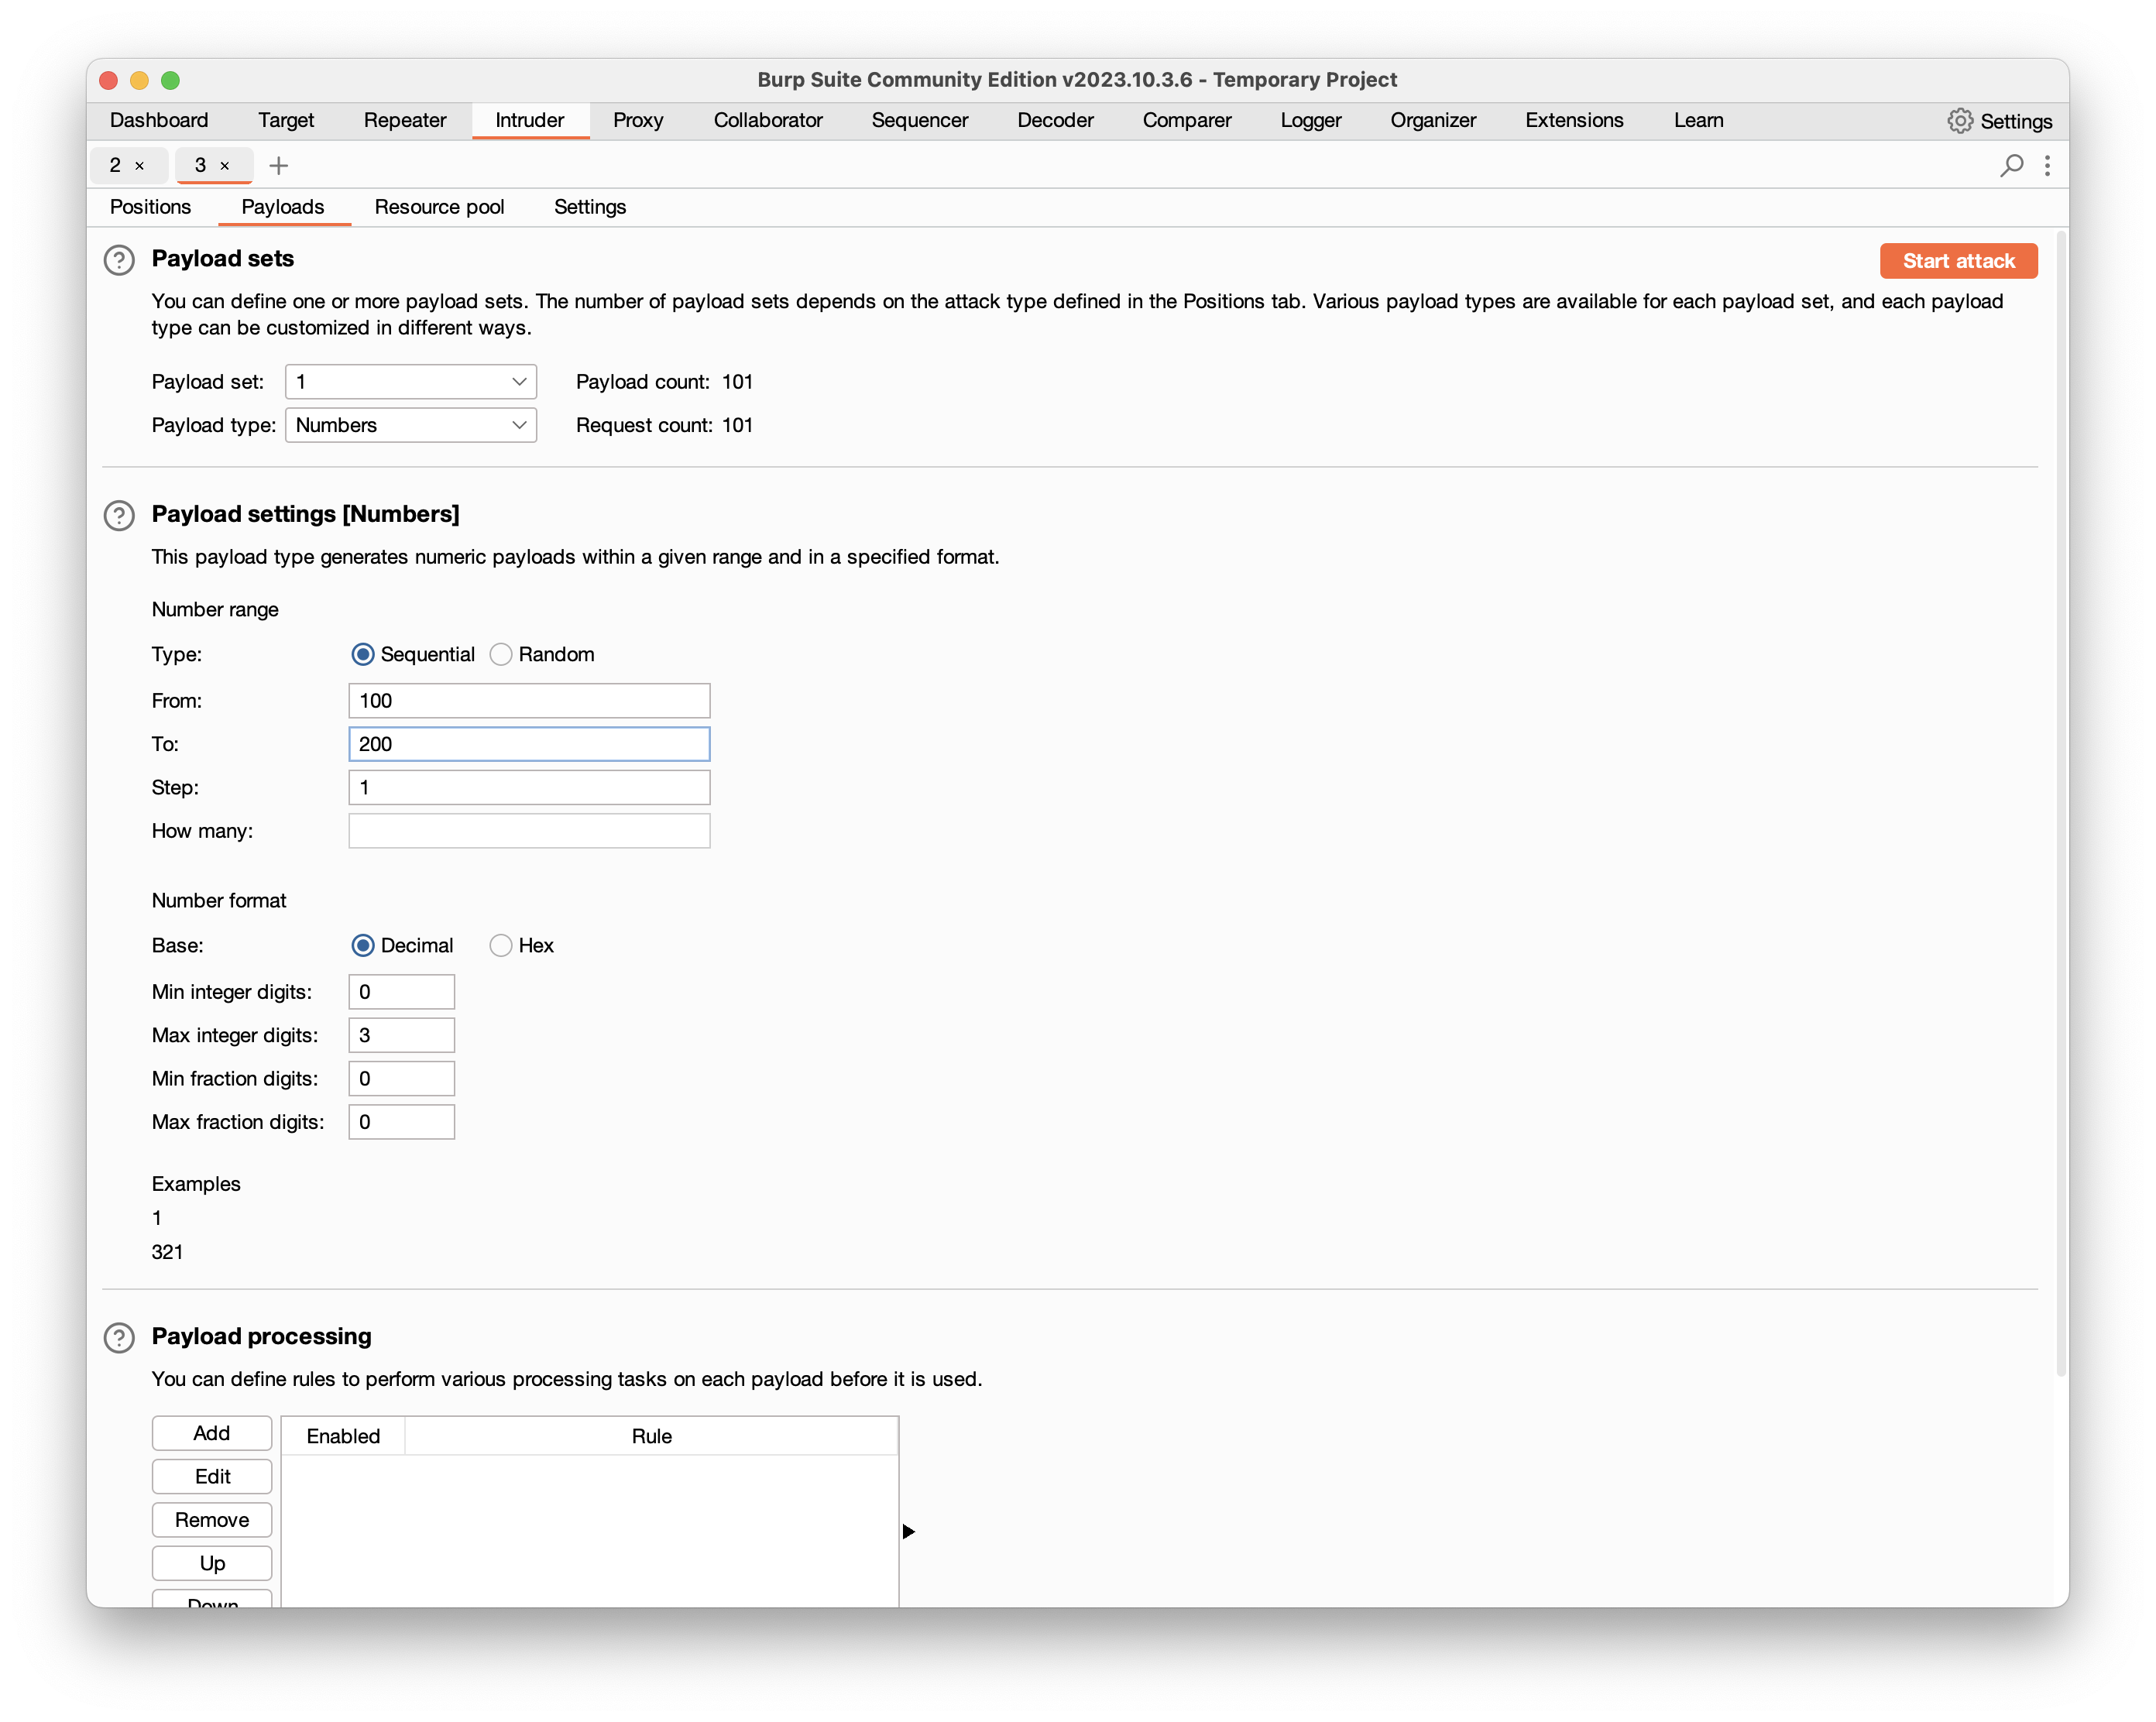 Burp Suite Community Edition v2023.10.3.6 - Temporary Project
Dashboard Target Repeater Intruder Proxy Collaborator Sequencer Decoder Comparer Logger Organizer Extensions Learn Settings
2 × 3 × +
Positions Payloads Resource pool Settings
? Payload sets Start attack
You can define one or more payload sets. The number of payload sets depends on the attack type defined in the Positions tab. Various payload types are available for each payload set, and each payload
type can be customized in different ways.
Payload set: 1 Payload count: 101
Payload type: Numbers Request count: 101
? Payload settings [Numbers]
This payload type generates numeric payloads within a given range and in a specified format.
Number range
Type: Sequential Random
From: 100
To: 200
Step: 1
How many:
Number format
Base: Decimal Hex
Min integer digits: 0
Max integer digits: 3
Min fraction digits: 0
Max fraction digits: 0
Examples
1
321
? Payload processing
You can define rules to perform various processing tasks on each payload before it is used.
Add Enabled Rule
Edit
Remove
Up
Down